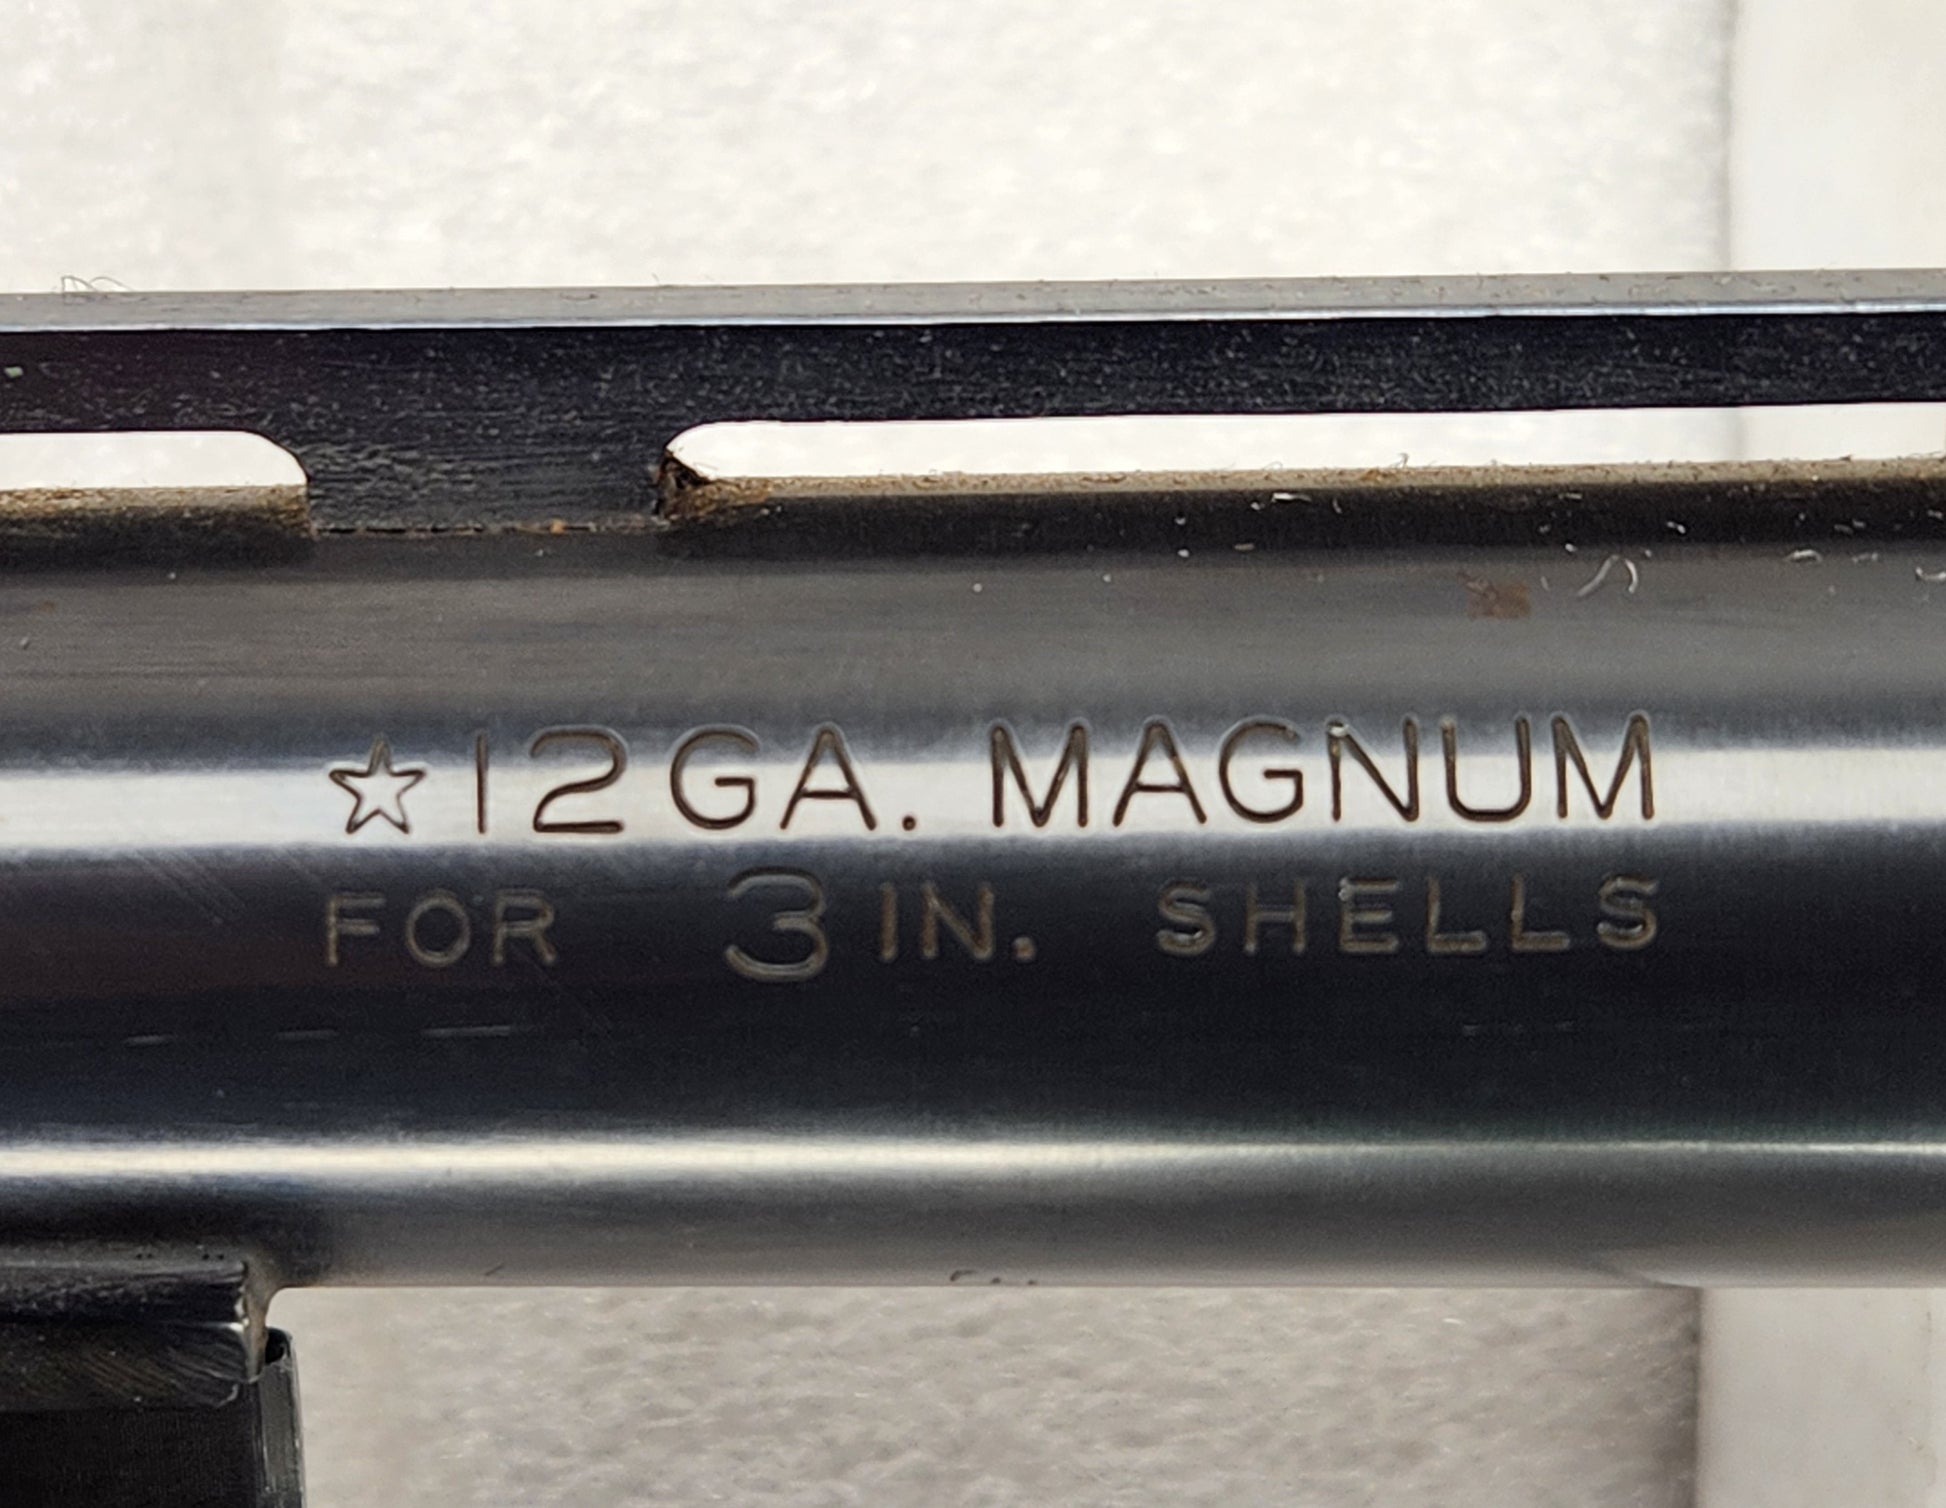 ☆12GA. MAGNUM
FOR 3 IN. SHELLS